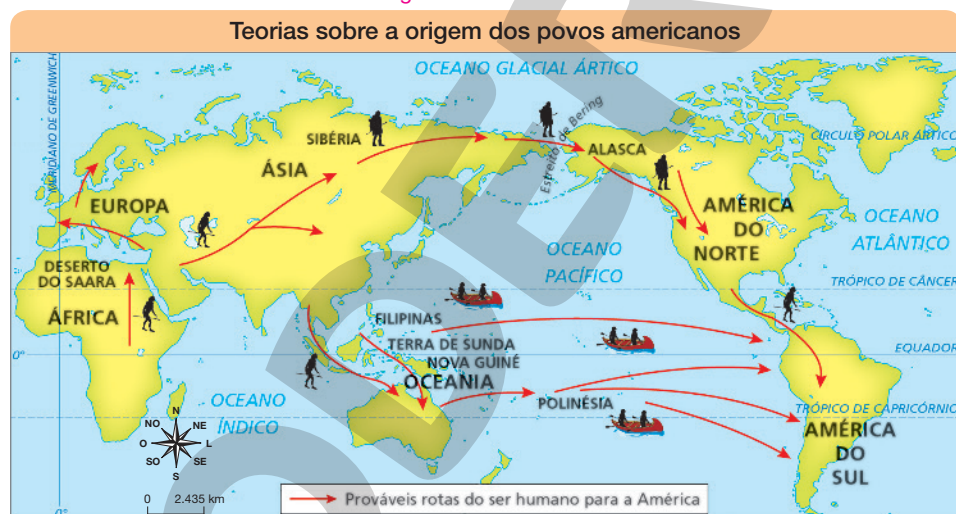 Teorias sobre a origem dos povos americanos
OCEANO GLACIAL ÁRTICO
MERIDIANO DE GREENWICH
SIBÉRIA
Estreito de Bering
CÍRCULO POLAR ÁRTICO
ALASCA
ÁSIA
EUROPA
AMÉRICA
DO
NORTE
OCEANO
ATLÂNTICO
OCEANO
PACÍFICO
DESERTO
DO SAARA
TRÓPICO DE CÂNCER
ÁFRICA
FILIPINAS
TERRA DE SUNDA
NOVA GUINÉ
OCEANIA
0°
EQUADOR
OCEANO
ÍNDICO
POLINÉSIA
TRÓPICO DE CAPRICÓRNIO
AMÉRICA
DO
SUL
N
NO
NE
O
L
SO
SE
S
0 2.435 km
0°
Prováveis rotas do ser humano para a América